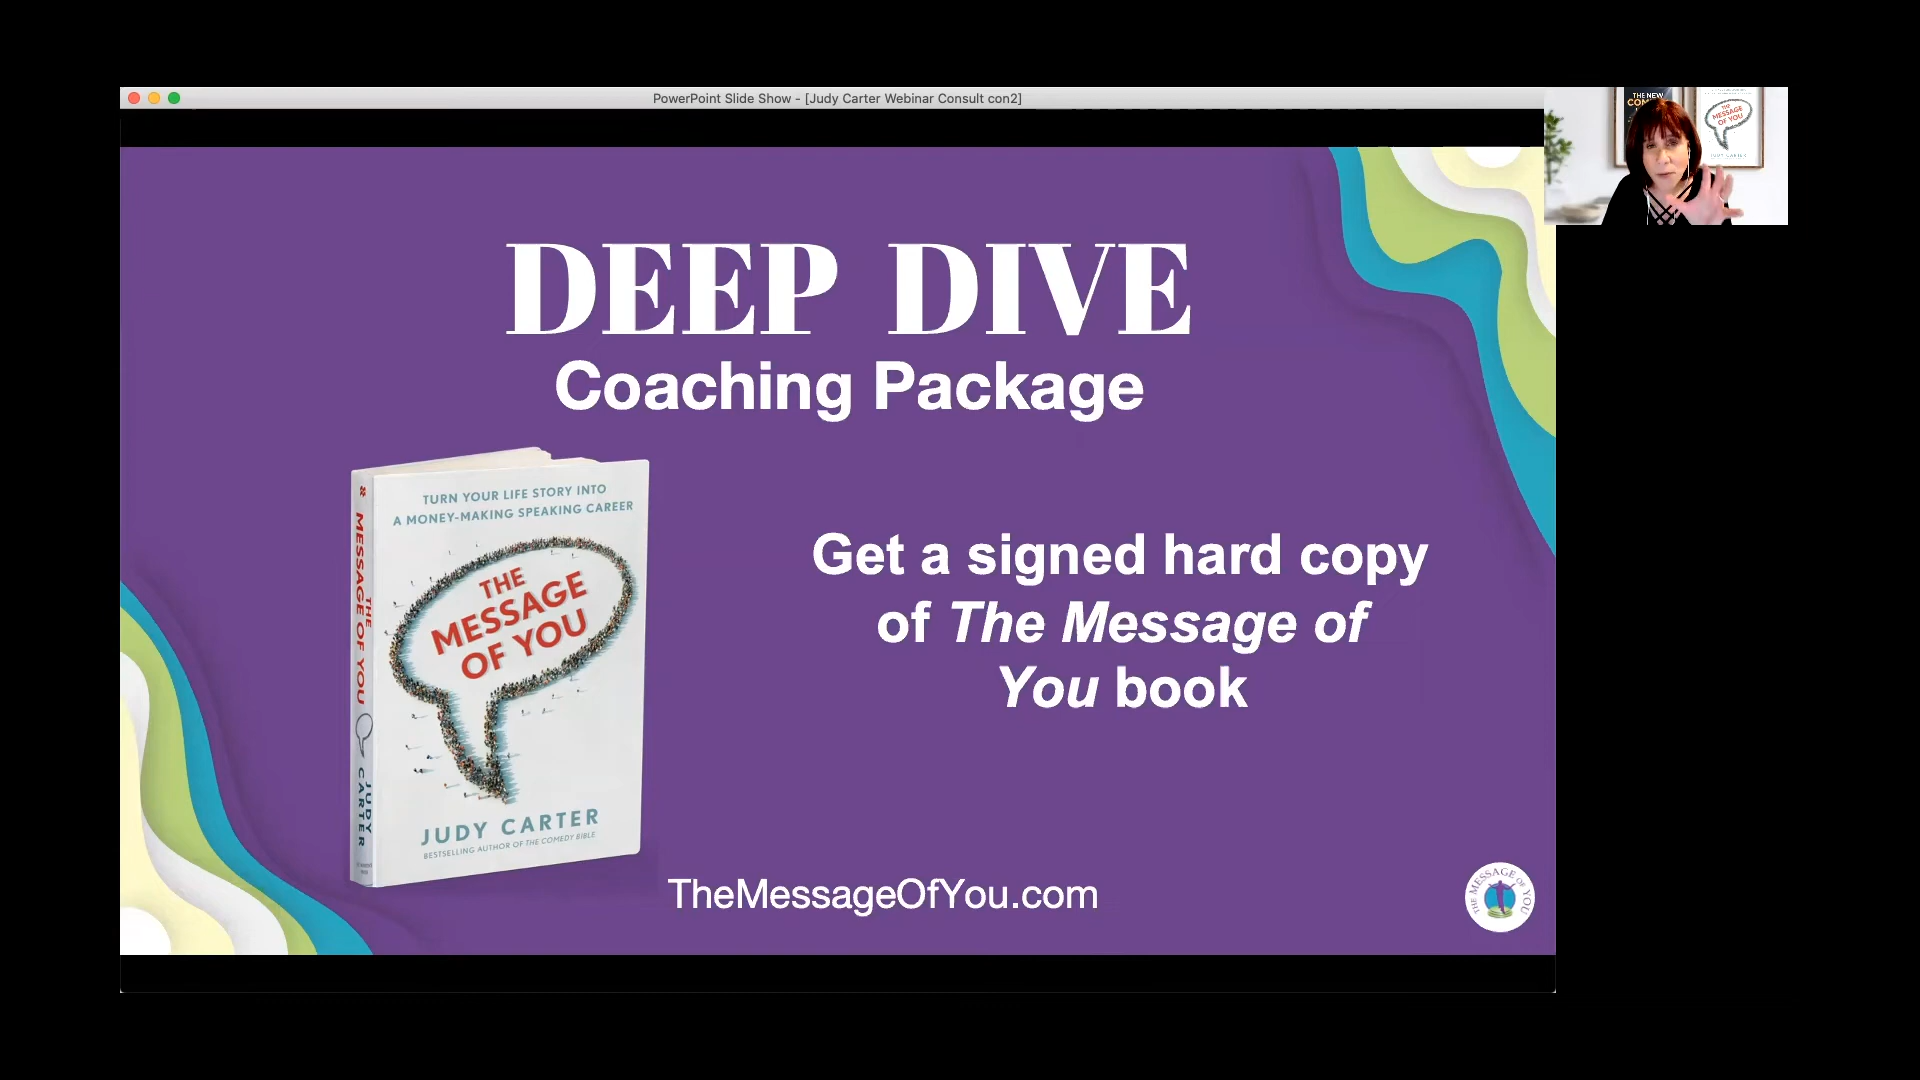 PowerPoint Slide Show - [Judy Carter Webinar Consult con2]
THE NEW
THE
MESSAGE
OF YOU
JUDY CARTER
DEEP DIVE
Coaching Package
TURN YOUR LIFE STORY INTO
A MONEY-MAKING SPEAKING CAREER
THE
MESSAGE
OF YOU
JUDY CARTER
BESTSELLING AUTHOR OF THE COMEDY BIBLE
THE
MESSAGE OF YOU
JUDY
CARTER
Get a signed hard copy
of The Message of
You book
TheMessageOfYou.com
THE MESSAGE OF YOU